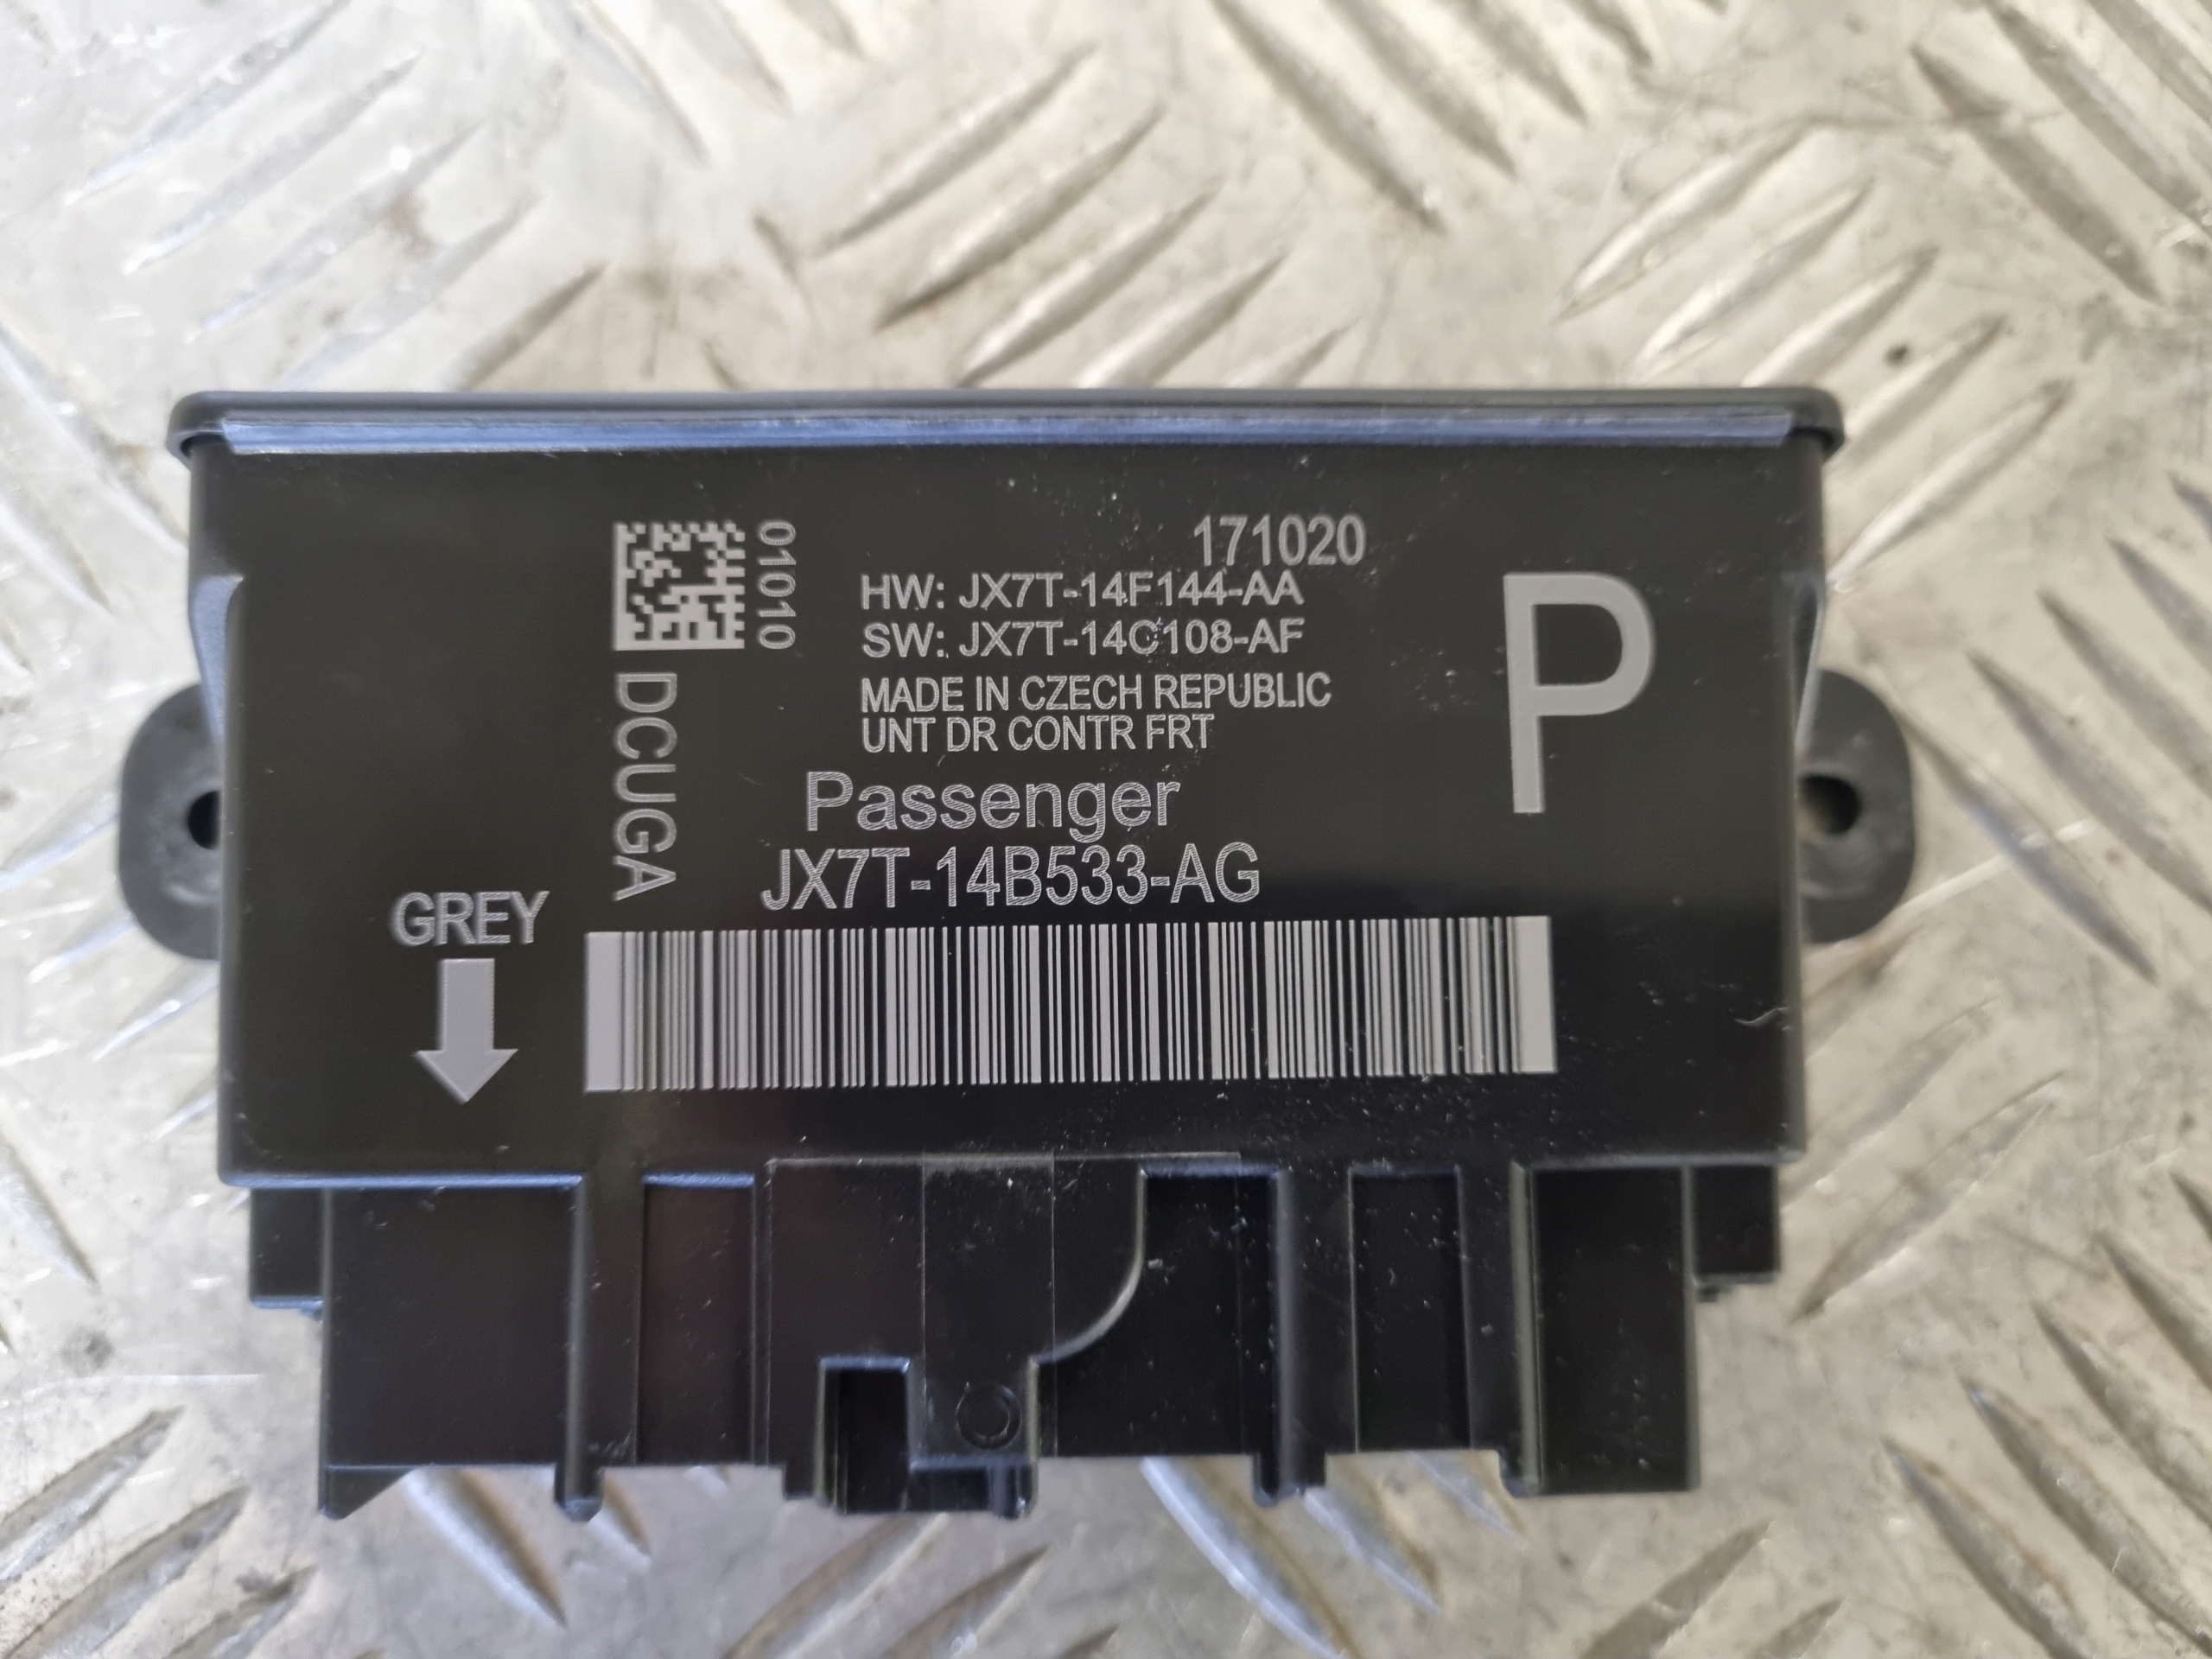 171020
01010
HW: JX7T-14F144-AA
SW: JX7T-14C108-AF
MADE IN CZECH REPUBLIC
UNT DR CONTR FRT
P
DCUGA
Passenger
JX7T-14B533-AG
GREY